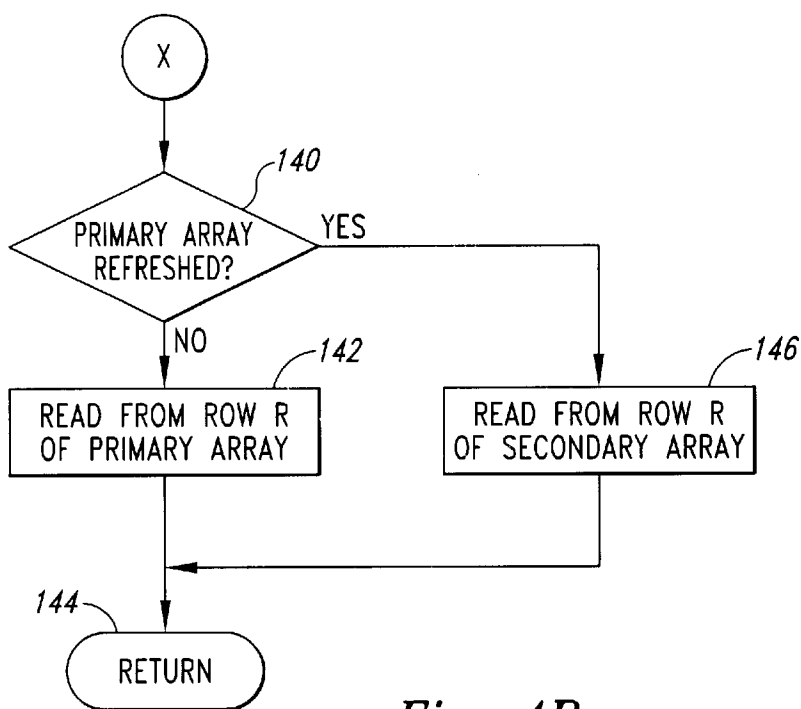 X
140
PRIMARY ARRAY
REFRESHED?
YES
NO
142
146
READ FROM ROW R
OF PRIMARY ARRAY
READ FROM ROW R
OF SECONDARY ARRAY
144
RETURN